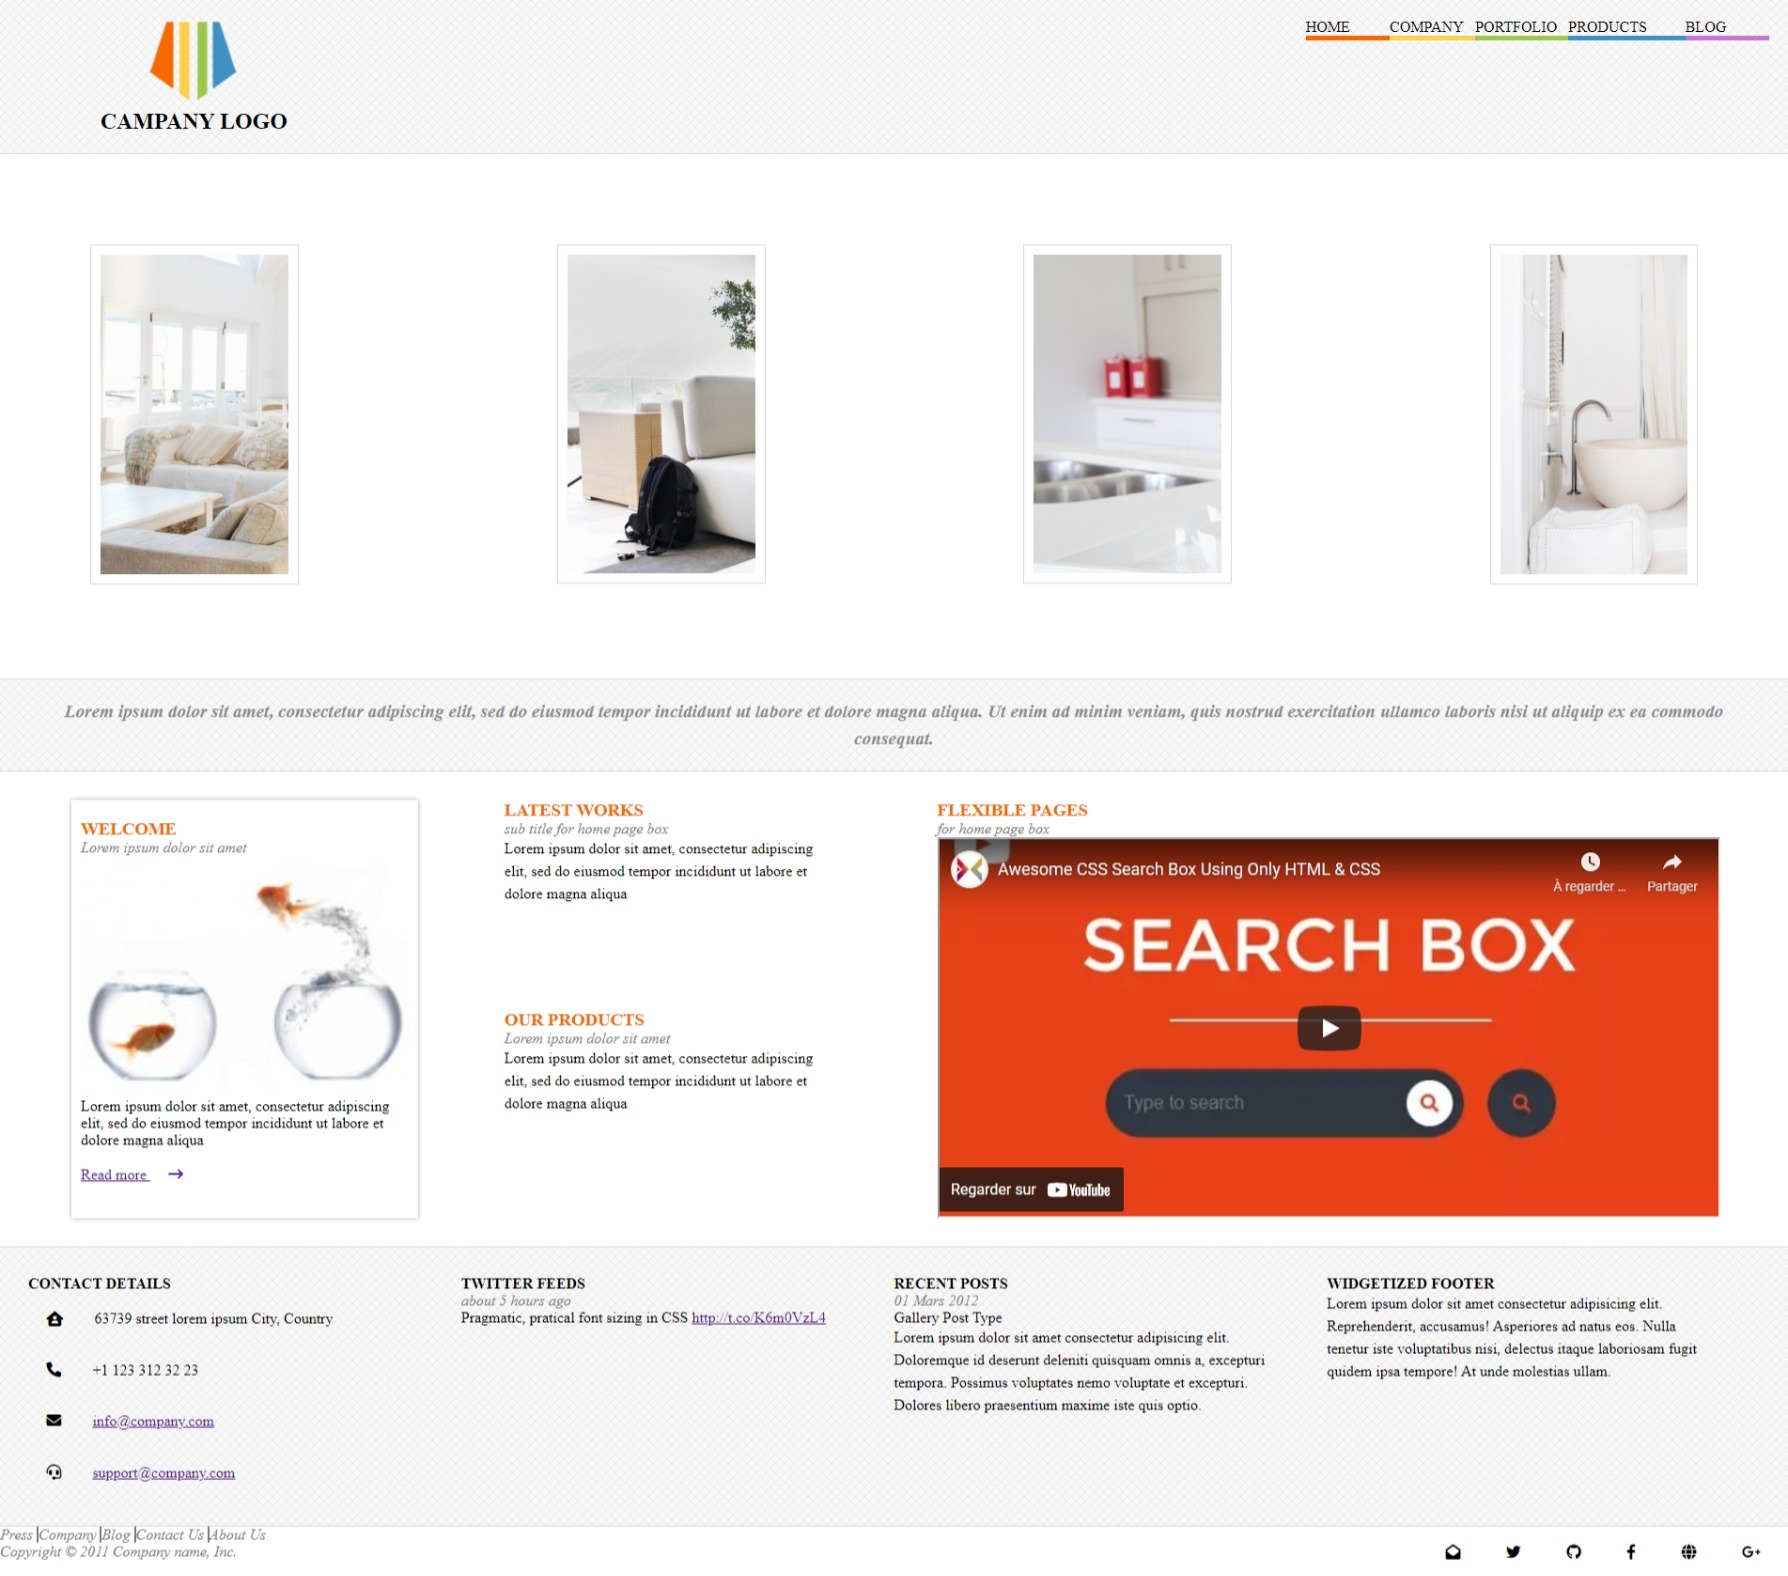 CAMPANY LOGO
HOME COMPANY PORTFOLIO PRODUCTS BLOG
Lorem ipsum dolor sit amet, consectetur adipiscing elit, sed do eiusmod tempor incididunt ut labore et dolore magna aliqua. Ut enim ad minim veniam, quis nostrud exercitation ullamco laboris nisi ut aliquip ex ea commodo
consequat.
WELCOME
Lorem ipsum dolor sit amet
Lorem ipsum dolor sit amet, consectetur adipiscing
elit, sed do eiusmod tempor incididunt ut labore et
dolore magna aliqua
Read more
LATEST WORKS
sub title for home page box
Lorem ipsum dolor sit amet, consectetur adipiscing
elit, sed do eiusmod tempor incididunt ut labore et
dolore magna aliqua
OUR PRODUCTS
Lorem ipsum dolor sit amet
Lorem ipsum dolor sit amet, consectetur adipiscing
elit, sed do eiusmod tempor incididunt ut labore et
dolore magna aliqua
FLEXIBLE PAGES
for home page box
Awesome CSS Search Box Using Only HTML & CSS
À regarder ... Partager
SEARCH BOX
Type to search
Regarder sur YouTube
CONTACT DETAILS
63739 street lorem ipsum City, Country
+1 123 312 32 23
info@company.com
support@company.com
TWITTER FEEDS
about 5 hours ago
Pragmatic, pratical font sizing in CSS http://t.co/K6m0VzL4
RECENT POSTS
01 Mars 2012
Gallery Post Type
Lorem ipsum dolor sit amet consectetur adipisicing elit.
Doloremque id deserunt deleniti quisquam omnis a, excepturi
tempora. Possimus voluptates nemo voluptate et excepturi.
Dolores libero praesentium maxime iste quis optio.
WIDGETIZED FOOTER
Lorem ipsum dolor sit amet consectetur adipisicing elit.
Reprehenderit, accusamus! Asperiores ad natus eos. Nulla
tenetur iste voluptatibus nisi, delectus itaque laboriosam fugit
quidem ipsa tempore! At unde molestias ullam.
Press |Company |Blog |Contact Us |About Us
Copyright © 2011 Company name, Inc.
G+